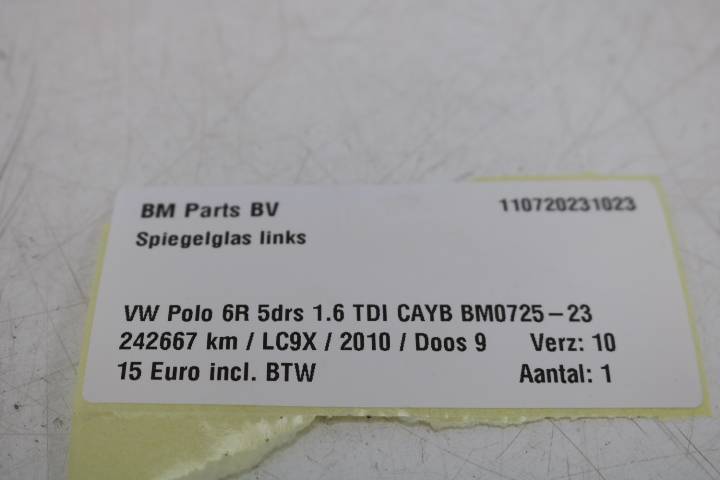 BM Parts BV 110720231023
Spiegelglas links
VW Polo 6R 5drs 1.6 TDI CAYB BM0725-23
242667 km / LC9X / 2010 / Doos 9 Verz: 10
15 Euro incl. BTW Aantal: 1